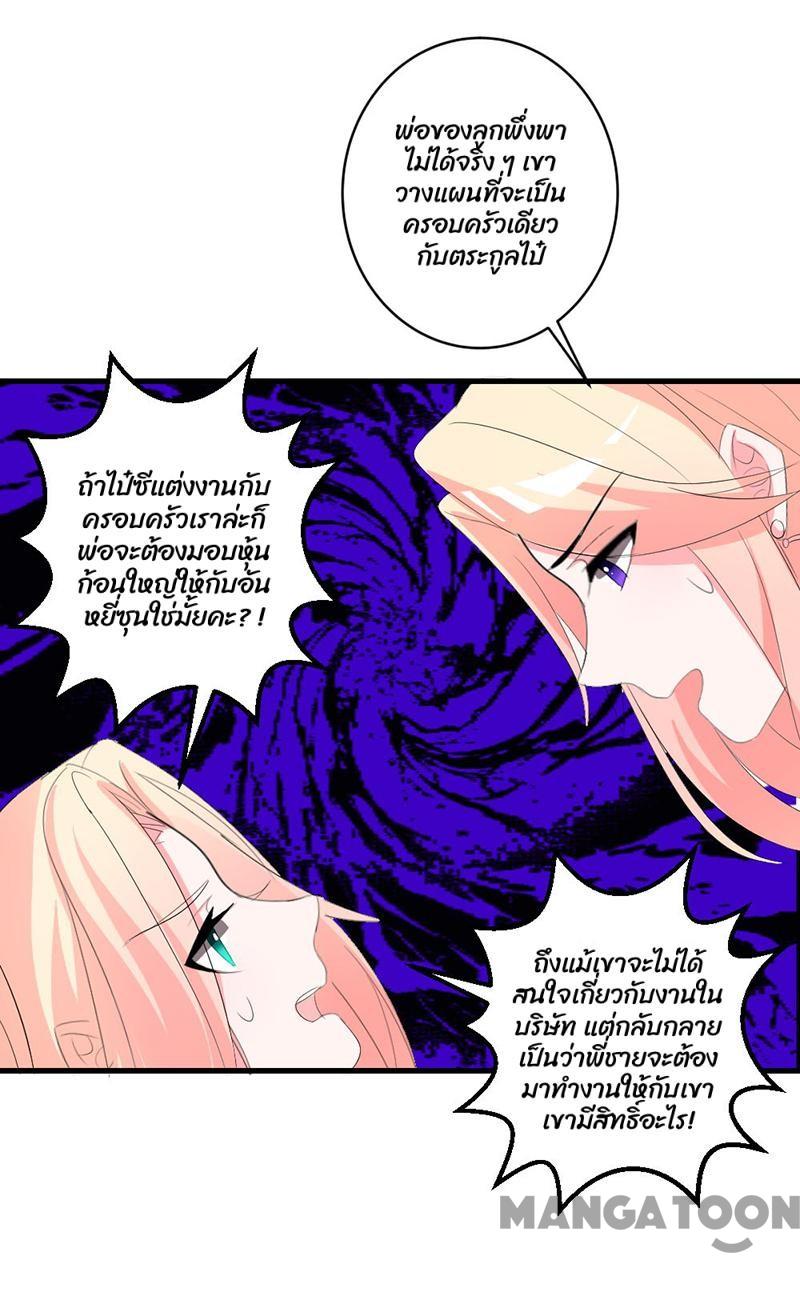 พ่อของลูกพึ่งพา
ไม่ได้จริง ๆ เขา
วางแผนที่จะเป็น
ครอบครัวเดียว
กับตระกูลไป๋
ถ้าไป๋ซีแต่งงานกับ
ครอบครัวเราล่ะก็
พ่อจะต้องมอบหุ้น
ก้อนใหญ่ให้กับอัน
หยี่ซุนใช่มั้ยคะ?!
ถึงแม้เขาจะไม่ได้
สนใจเกี่ยวกับงานใน
บริษัท แต่กลับกลาย
เป็นว่าพี่ชายจะต้อง
มาทำงานให้กับเขา
เขามีสิทธิ์อะไร!
MANGATOON